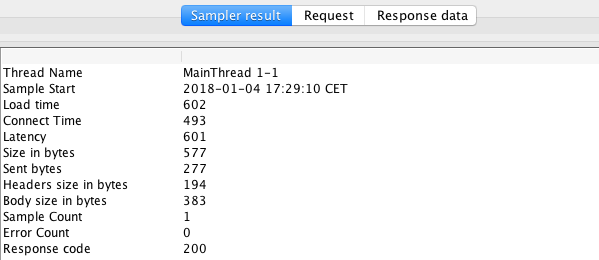 Sampler result Request Response data
Thread Name MainThread 1-1
Sample Start 2018-01-04 17:29:10 CET
Load time 602
Connect Time 493
Latency 601
Size in bytes 577
Sent bytes 277
Headers size in bytes 194
Body size in bytes 383
Sample Count 1
Error Count 0
Response code 200